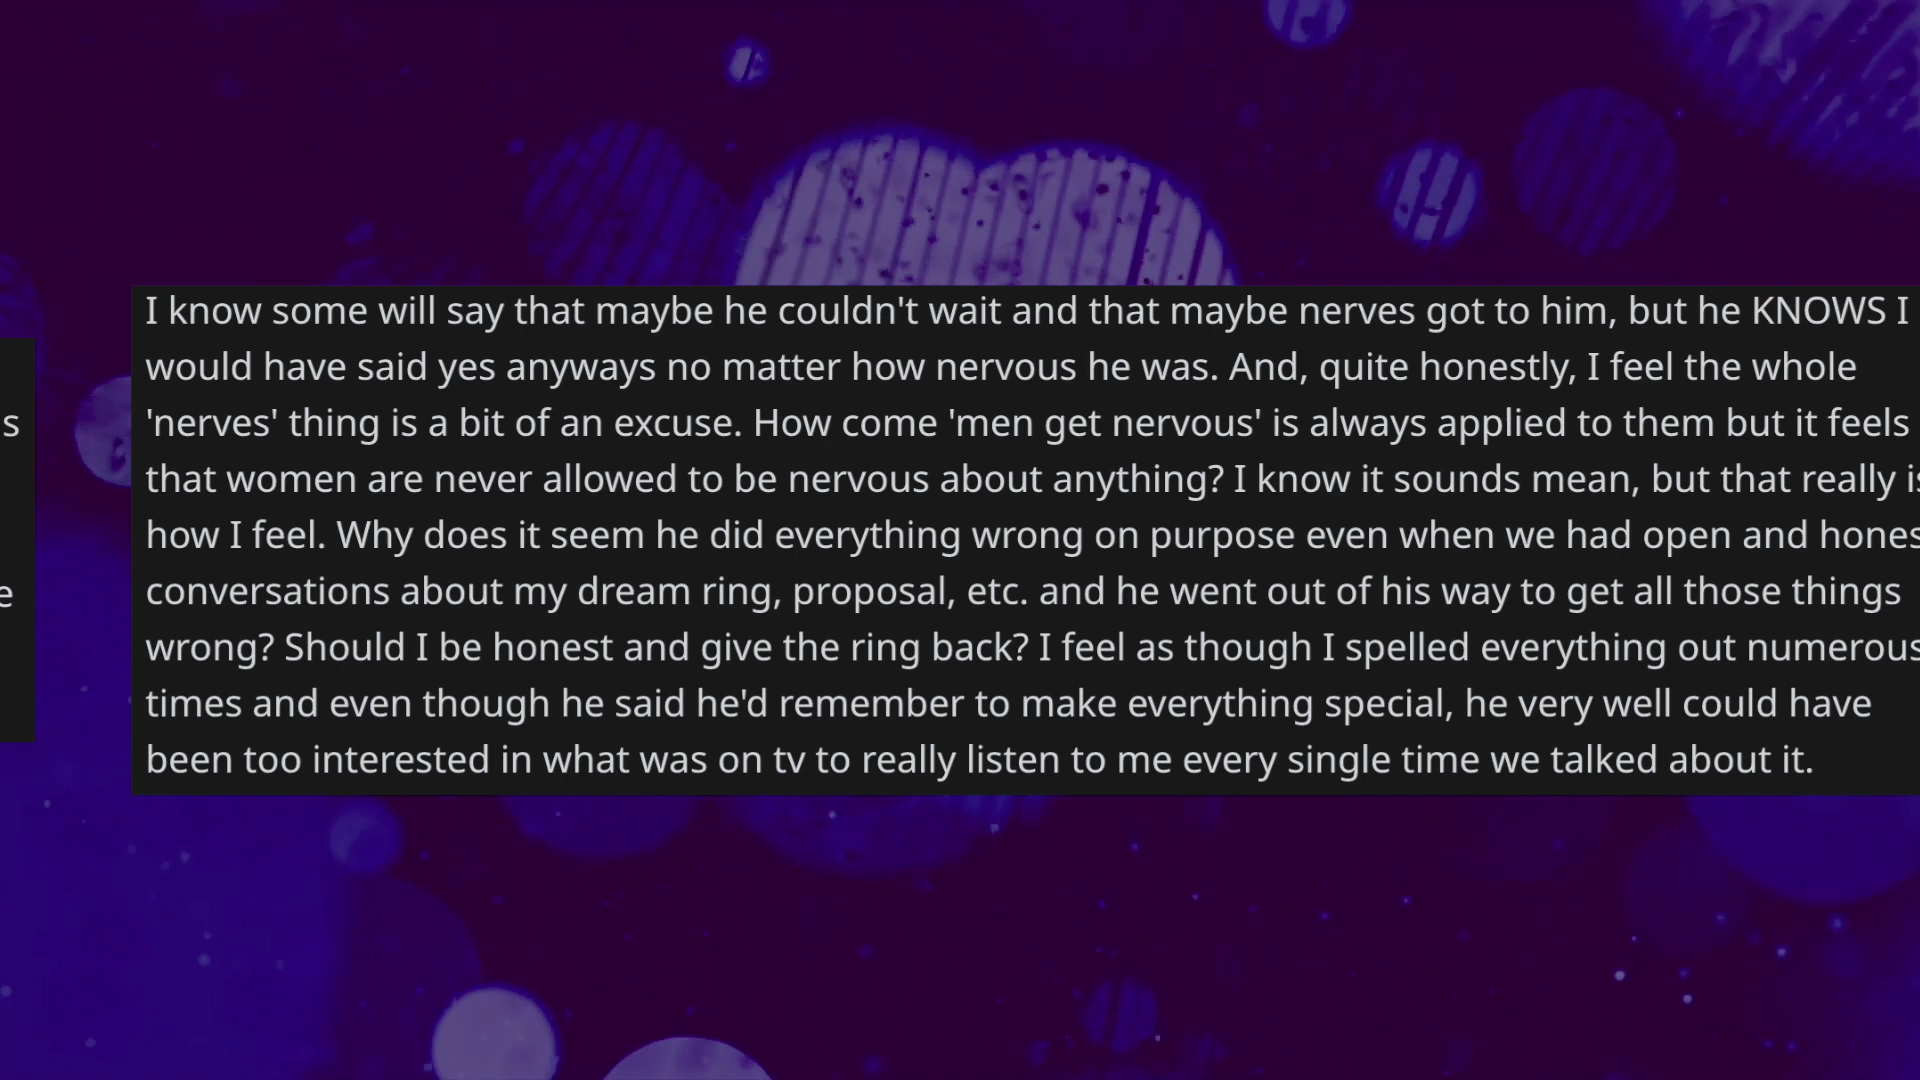 I know some will say that maybe he couldn't wait and that maybe nerves got to him, but he KNOWS I
would have said yes anyways no matter how nervous he was. And, quite honestly, I feel the whole
'nerves' thing is a bit of an excuse. How come 'men get nervous' is always applied to them but it feels
that women are never allowed to be nervous about anything? I know it sounds mean, but that really is
how I feel. Why does it seem he did everything wrong on purpose even when we had open and hones
conversations about my dream ring, proposal, etc. and he went out of his way to get all those things
wrong? Should I be honest and give the ring back? I feel as though I spelled everything out numerous
times and even though he said he'd remember to make everything special, he very well could have
been too interested in what was on tv to really listen to me every single time we talked about it.